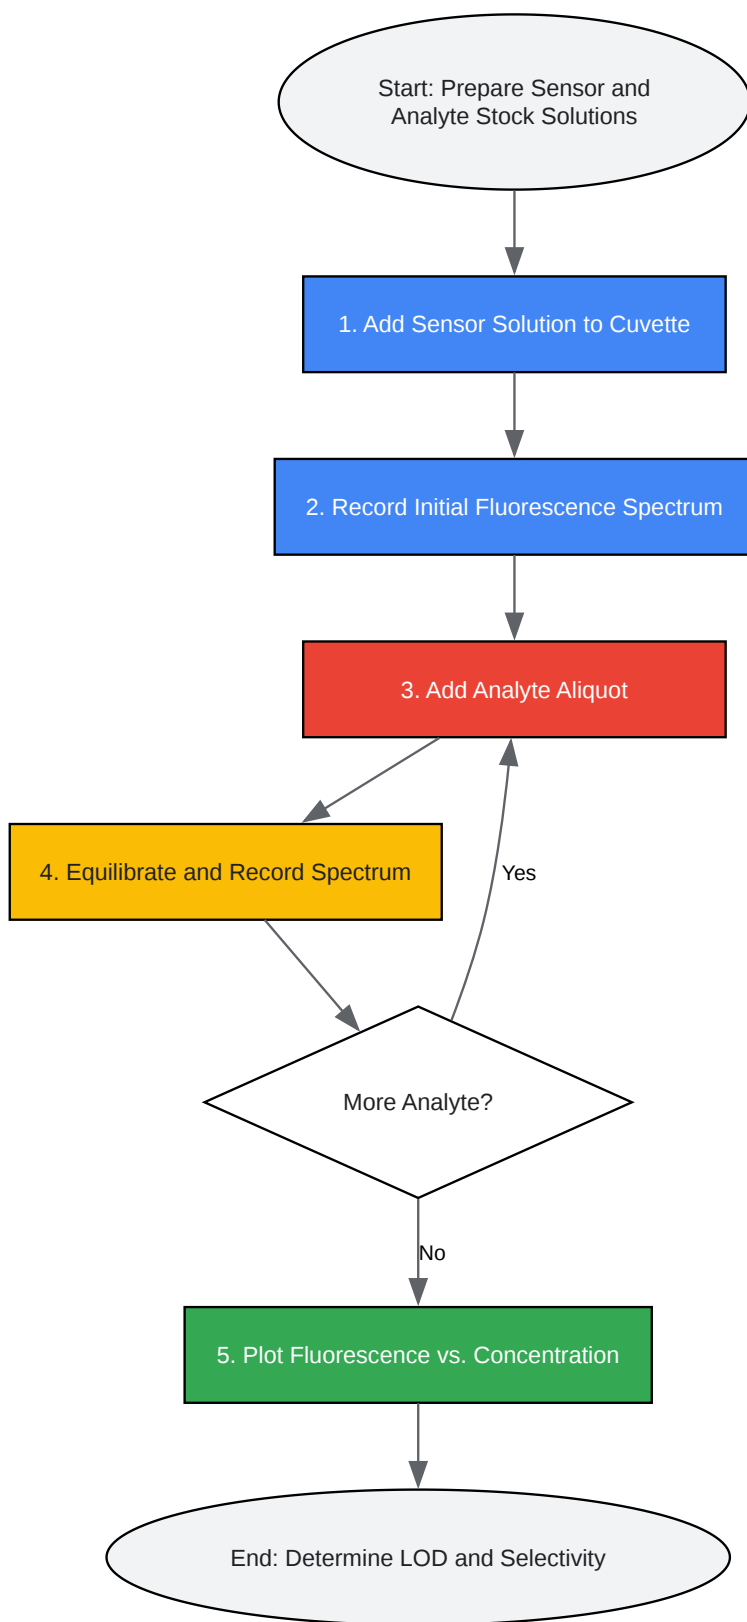 Start: Prepare Sensor and
Analyte Stock Solutions
1. Add Sensor Solution to Cuvette
2. Record Initial Fluorescence Spectrum
3. Add Analyte Aliquot
4. Equilibrate and Record Spectrum
Yes
More Analyte?
No
5. Plot Fluorescence vs. Concentration
End: Determine LOD and Selectivity